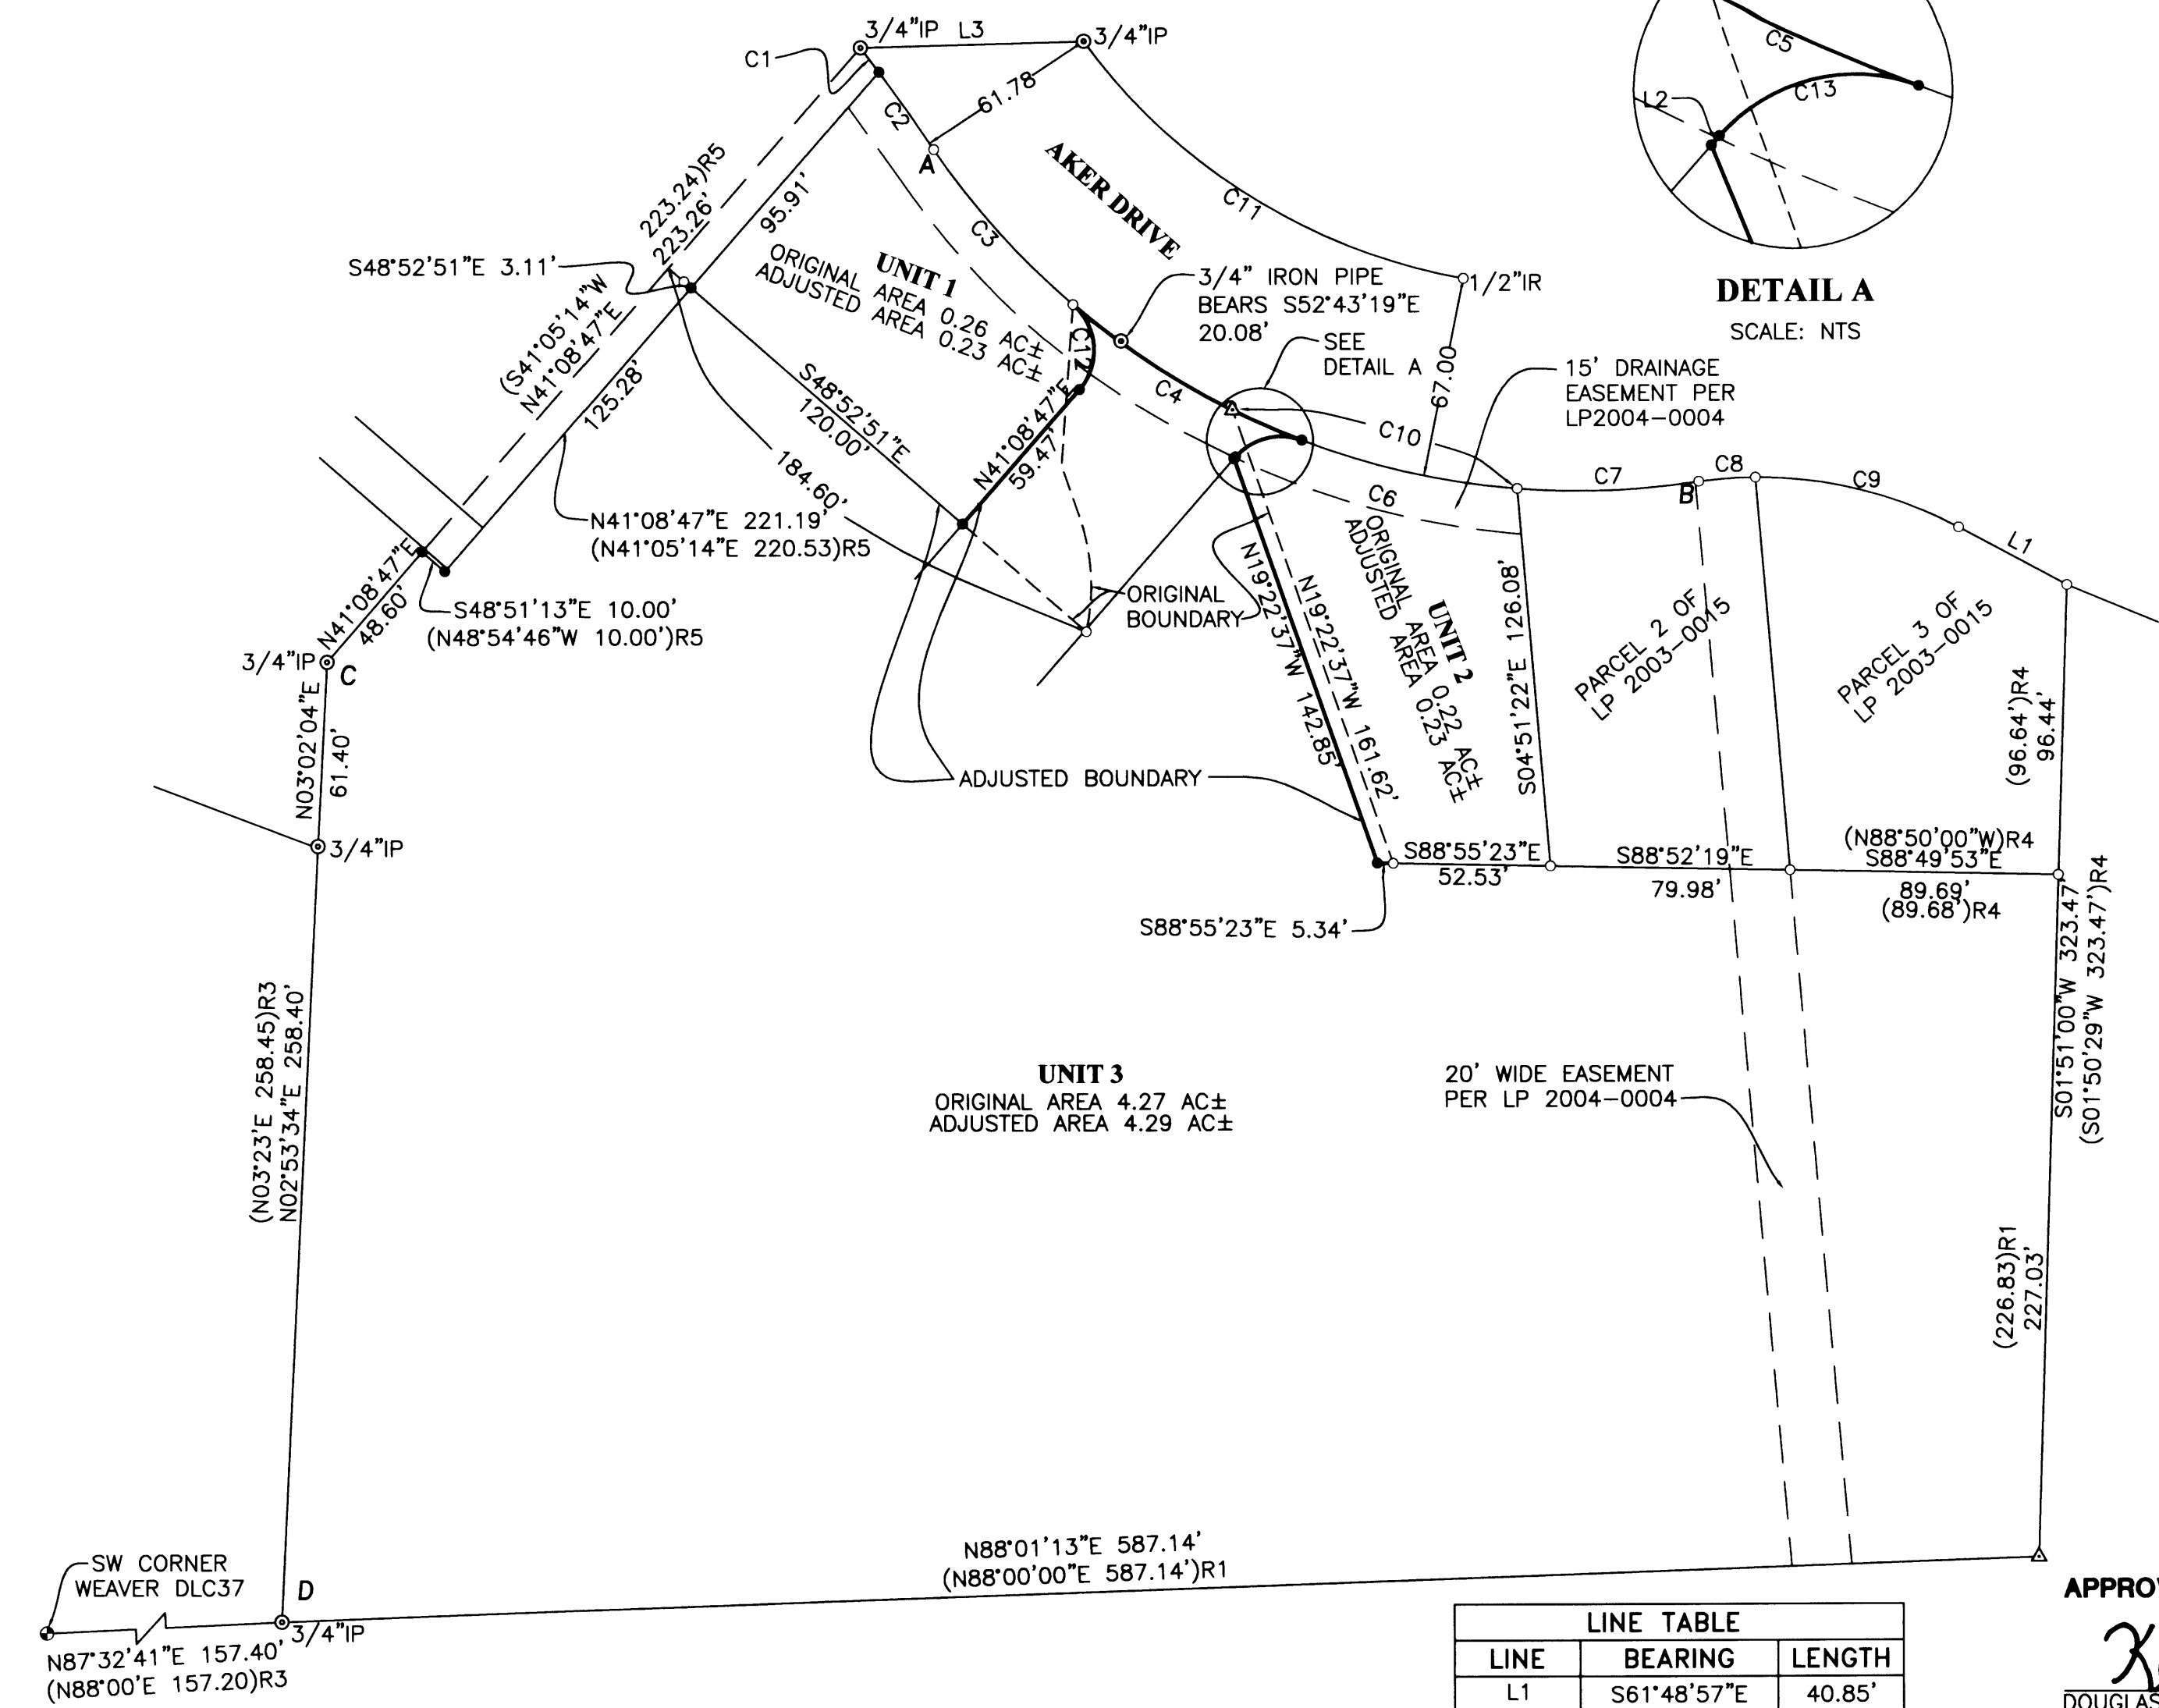 3/4"IP L3
3/4"IP
C1
C2
61.78
A
AKER DRIVE
C11
C3
223.24)R5
223.26'
95.91'
S48°52'51"E 3.11'
(S41°05'14"W
N41°08'47"E
125.28'
UNIT 1
ORIGINAL AREA 0.26 AC±
ADJUSTED AREA 0.23 AC±
C12
C4
3/4" IRON PIPE
BEARS S52°43'19"E
20.08'
SEE
DETAIL A
1/2"IR
67.00
C5
C13
L2
DETAIL A
SCALE: NTS
15' DRAINAGE
EASEMENT PER
LP2004-0004
S48°52'51"E
120.00'
N41°08'47"E
59.47'
184.60'
C10
C6
C7
B
C8
C9
L1
N41°08'47"E 221.19'
(N41°05'14"E 220.53)R5
N41°08'47"E
48.60'
S48°51'13"E 10.00'
(N48°54'46"W 10.00')R5
3/4"IP
C
N03°02'04"E
61.40'
3/4"IP
ORIGINAL
BOUNDARY
N19°22'37"W 142.85'
N19°22'37"W 161.62'
UNIT 2
ORIGINAL AREA 0.22 AC±
ADJUSTED AREA 0.23 AC±
S04°51'22"E 126.08'
PARCEL 2 OF
LP 2003-0015
PARCEL 3 OF
LP 2003-0015
(96.64')R4
96.44'
ADJUSTED BOUNDARY
S88°55'23"E
52.53'
S88°52'19"E
79.98'
(N88°50'00"W)R4
S88°49'53"E
89.69'
(89.68')R4
S88°55'23"E 5.34'
S01°51'00"W 323.47'
(S01°50'29"W 323.47')R4
(N03°23'E 258.45)R3
N02°53'34"E 258.40'
UNIT 3
ORIGINAL AREA 4.27 AC±
ADJUSTED AREA 4.29 AC±
20' WIDE EASEMENT
PER LP 2004-0004
(226.83)R1
227.03'
N88°01'13"E 587.14'
(N88°00'00"E 587.14')R1
SW CORNER
WEAVER DLC37
D
3/4"IP
N87°32'41"E 157.40'
(N88°00'E 157.20)R3
LINE TABLE
LINE BEARING LENGTH
L1 S61°48'57"E 40.85'
APPROV
DOUGLAS